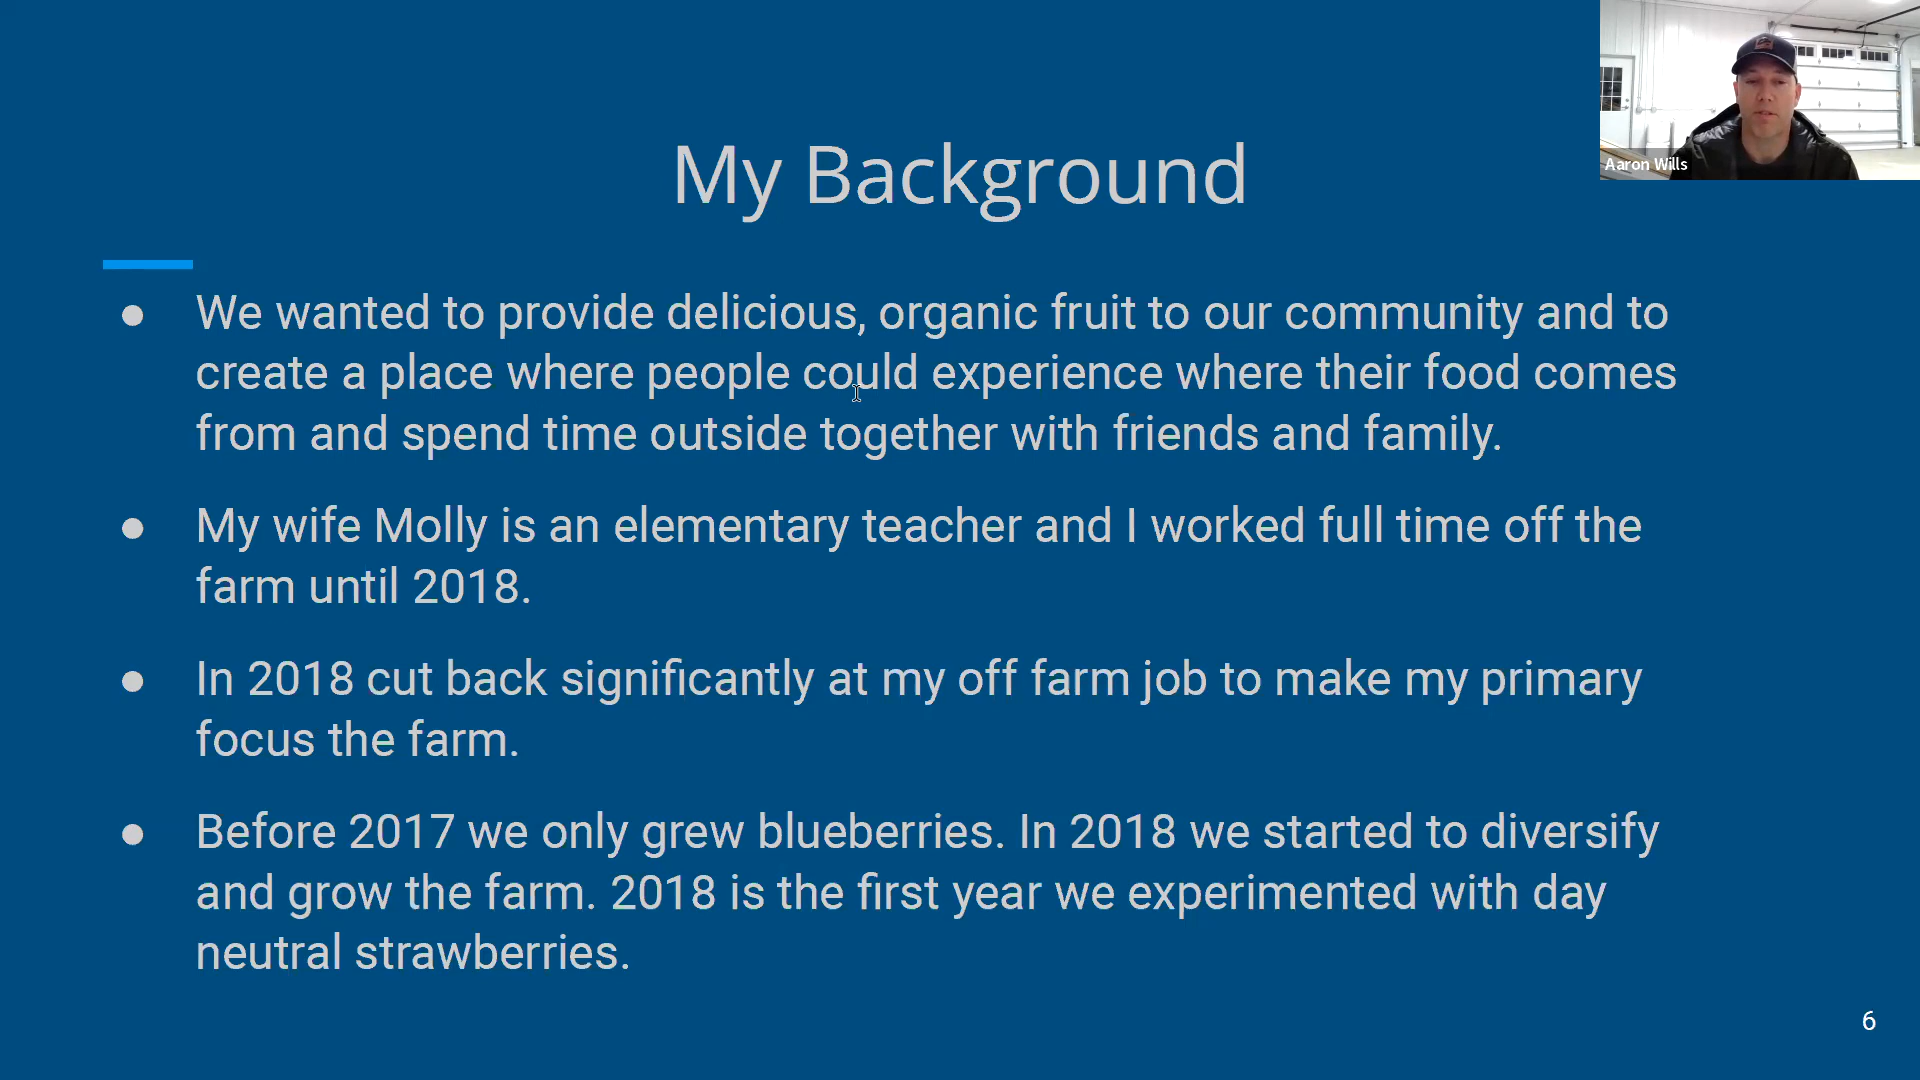 Aaron Wills
My Background
● We wanted to provide delicious, organic fruit to our community and to
create a place where people could experience where their food comes
from and spend time outside together with friends and family.
● My wife Molly is an elementary teacher and I worked full time off the
farm until 2018.
● In 2018 cut back significantly at my off farm job to make my primary
focus the farm.
● Before 2017 we only grew blueberries. In 2018 we started to diversify
and grow the farm. 2018 is the first year we experimented with day
neutral strawberries.
6